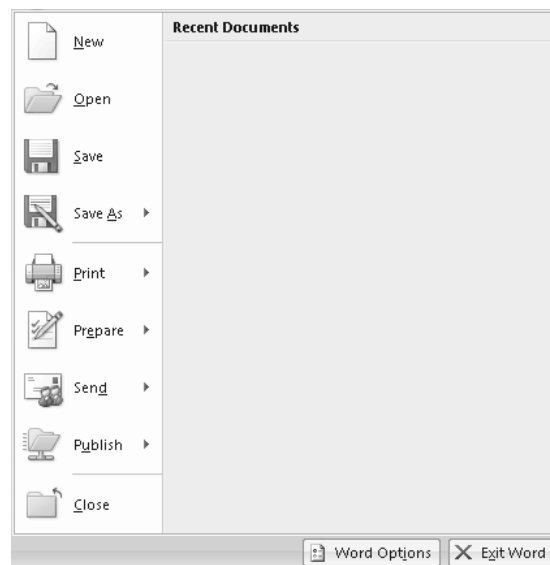 Recent Documents
New
Open
Save
Save As
Print
Prepare
Send
Publish
Close
Word Options
Exit Word